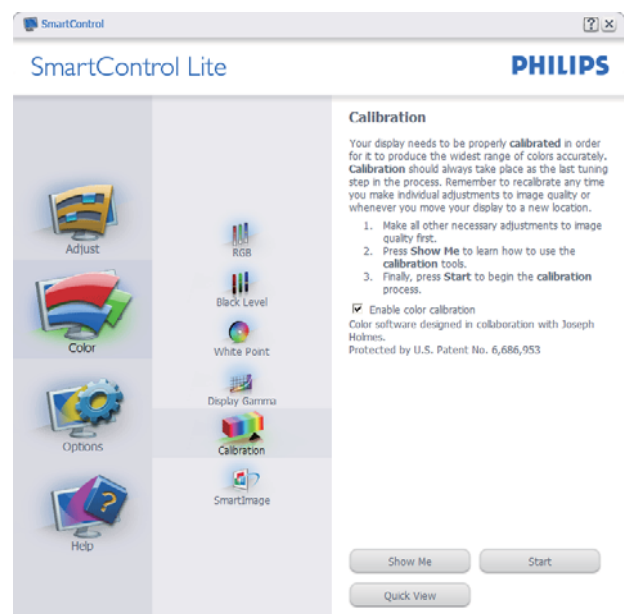 SmartControl
SmartControl Lite
PHILIPS
Adjust
Color
Options
Help
RGB
Black Level
White Point
Display Gamma
Calibration
SmartImage
Calibration
Your display needs to be properly calibrated in order
for it to produce the widest range of colors accurately.
Calibration should always take place as the last tuning
step in the process. Remember to recalibrate any time
you make individual adjustments to image quality or
whenever you move your display to a new location.
1. Make all other necessary adjustments to image
quality first.
2. Press Show Me to learn how to use the
calibration tools.
3. Finally, press Start to begin the calibration
process.
Enable color calibration
Color software designed in collaboration with Joseph
Holmes.
Protected by U.S. Patent No. 6,686,953
Show Me
Start
Quick View